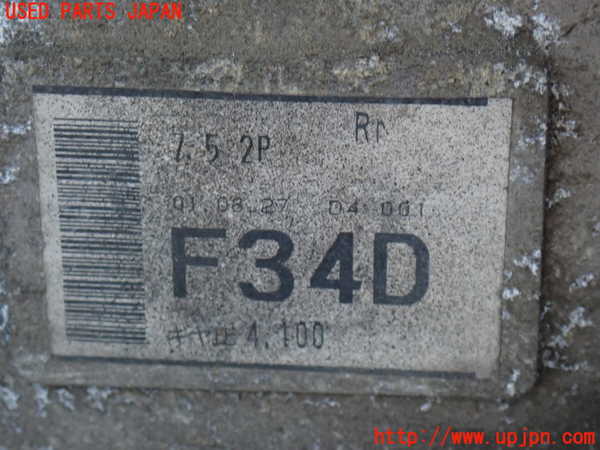 USED PARTS JAPAN
Rr
7.5 2P
01.08.27 D4 001
F34D
ギヤ比 4.100
http://www.upjpn.com/